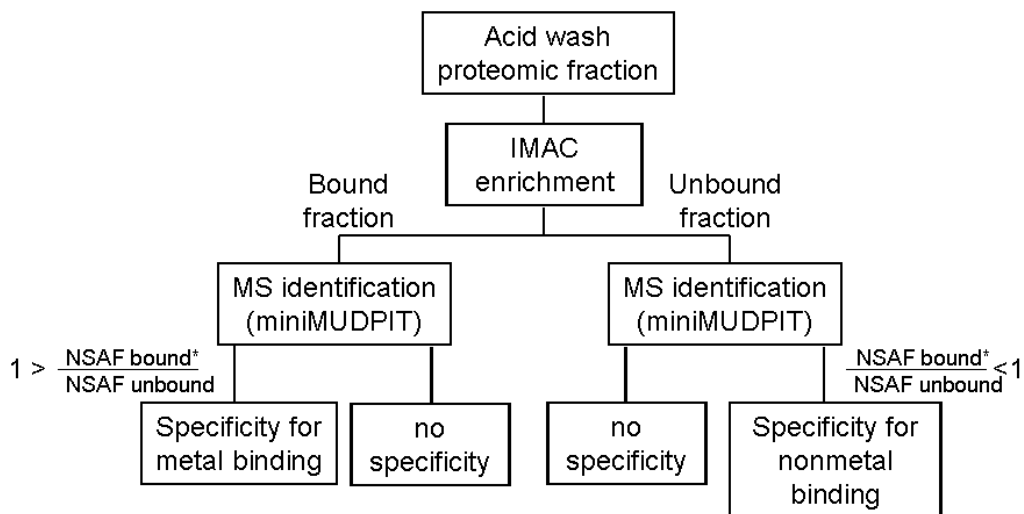 Acid wash
proteomic fraction
IMAC
enrichment
Bound
fraction
Unbound
fraction
MS identification
(miniMUDPIT)
MS identification
(miniMUDPIT)
1 > NSAF bound*
NSAF unbound
NSAF bound* <1
NSAF unbound
Specificity for
metal binding
no
specificity
no
specificity
Specificity for
nonmetal
binding